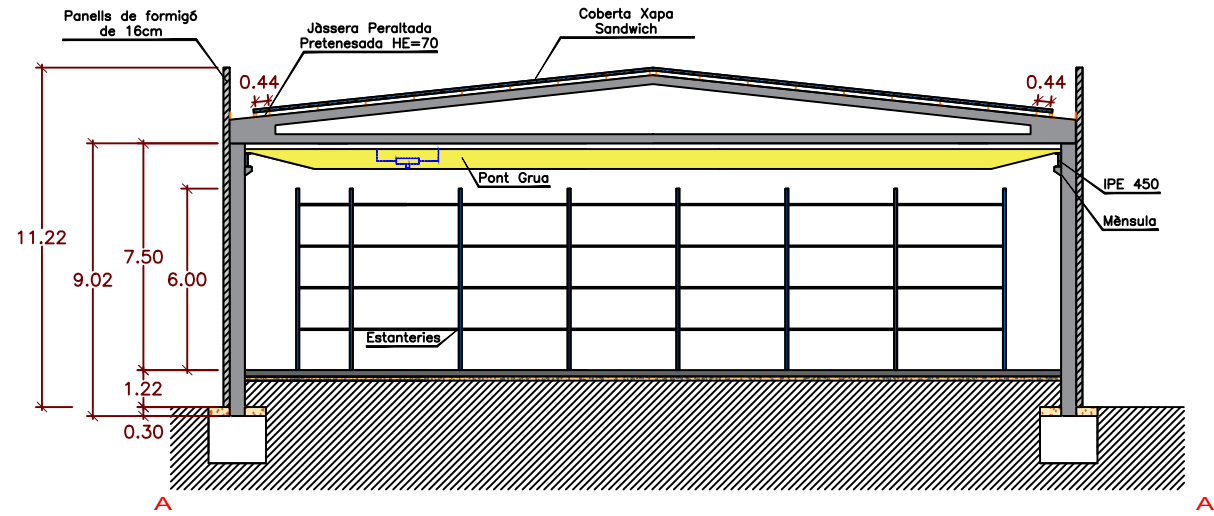 Panells de formigó
de 16cm
Jàssera Peraltada
Pretenesada HE=70
Coberta Xapa
Sandwich
0.44
0.44
Pont Grua
IPE 450
Mènsula
11.22
9.02
7.50
6.00
Estanteries
1.22
0.30
A
A